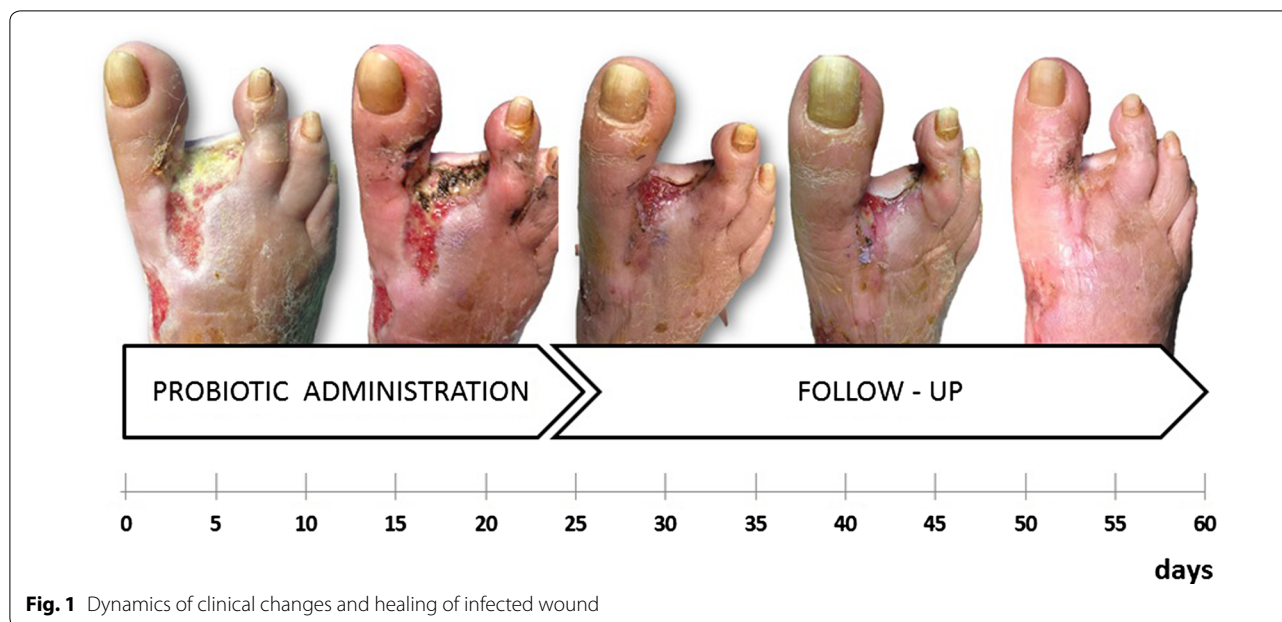 PROBIOTIC ADMINISTRATION
FOLLOW - UP
0 5 10 15 20 25 30 35 40 45 50 55 60
days
Fig. 1 Dynamics of clinical changes and healing of infected wound